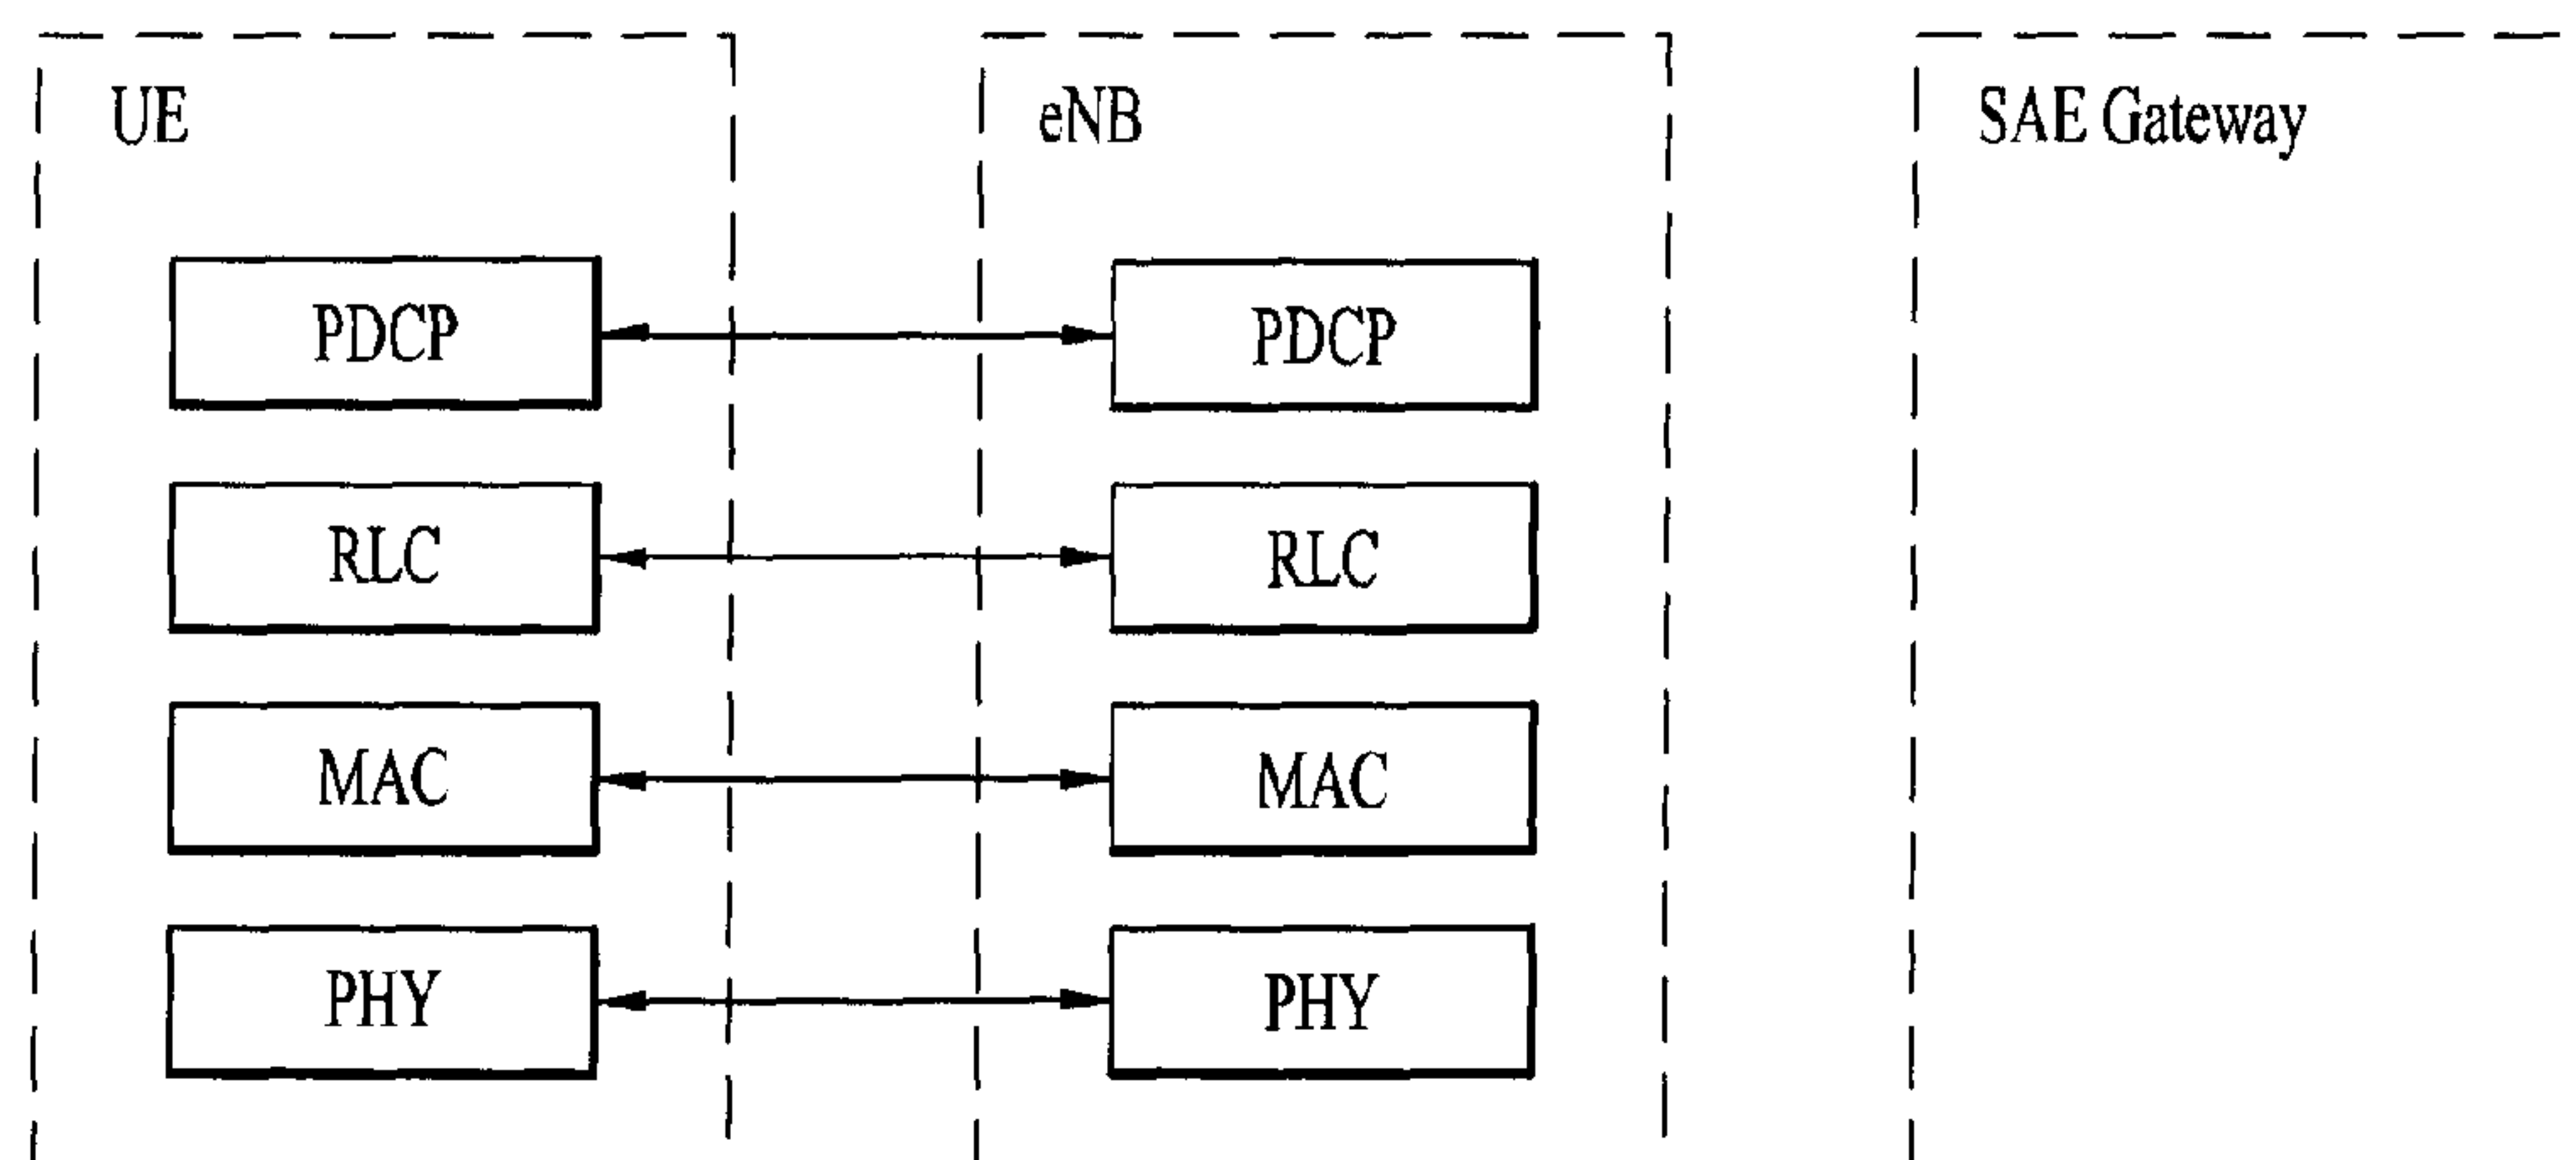 UE eNB SAE Gateway
PDCP PDCP
RLC RLC
MAC MAC
PHY PHY